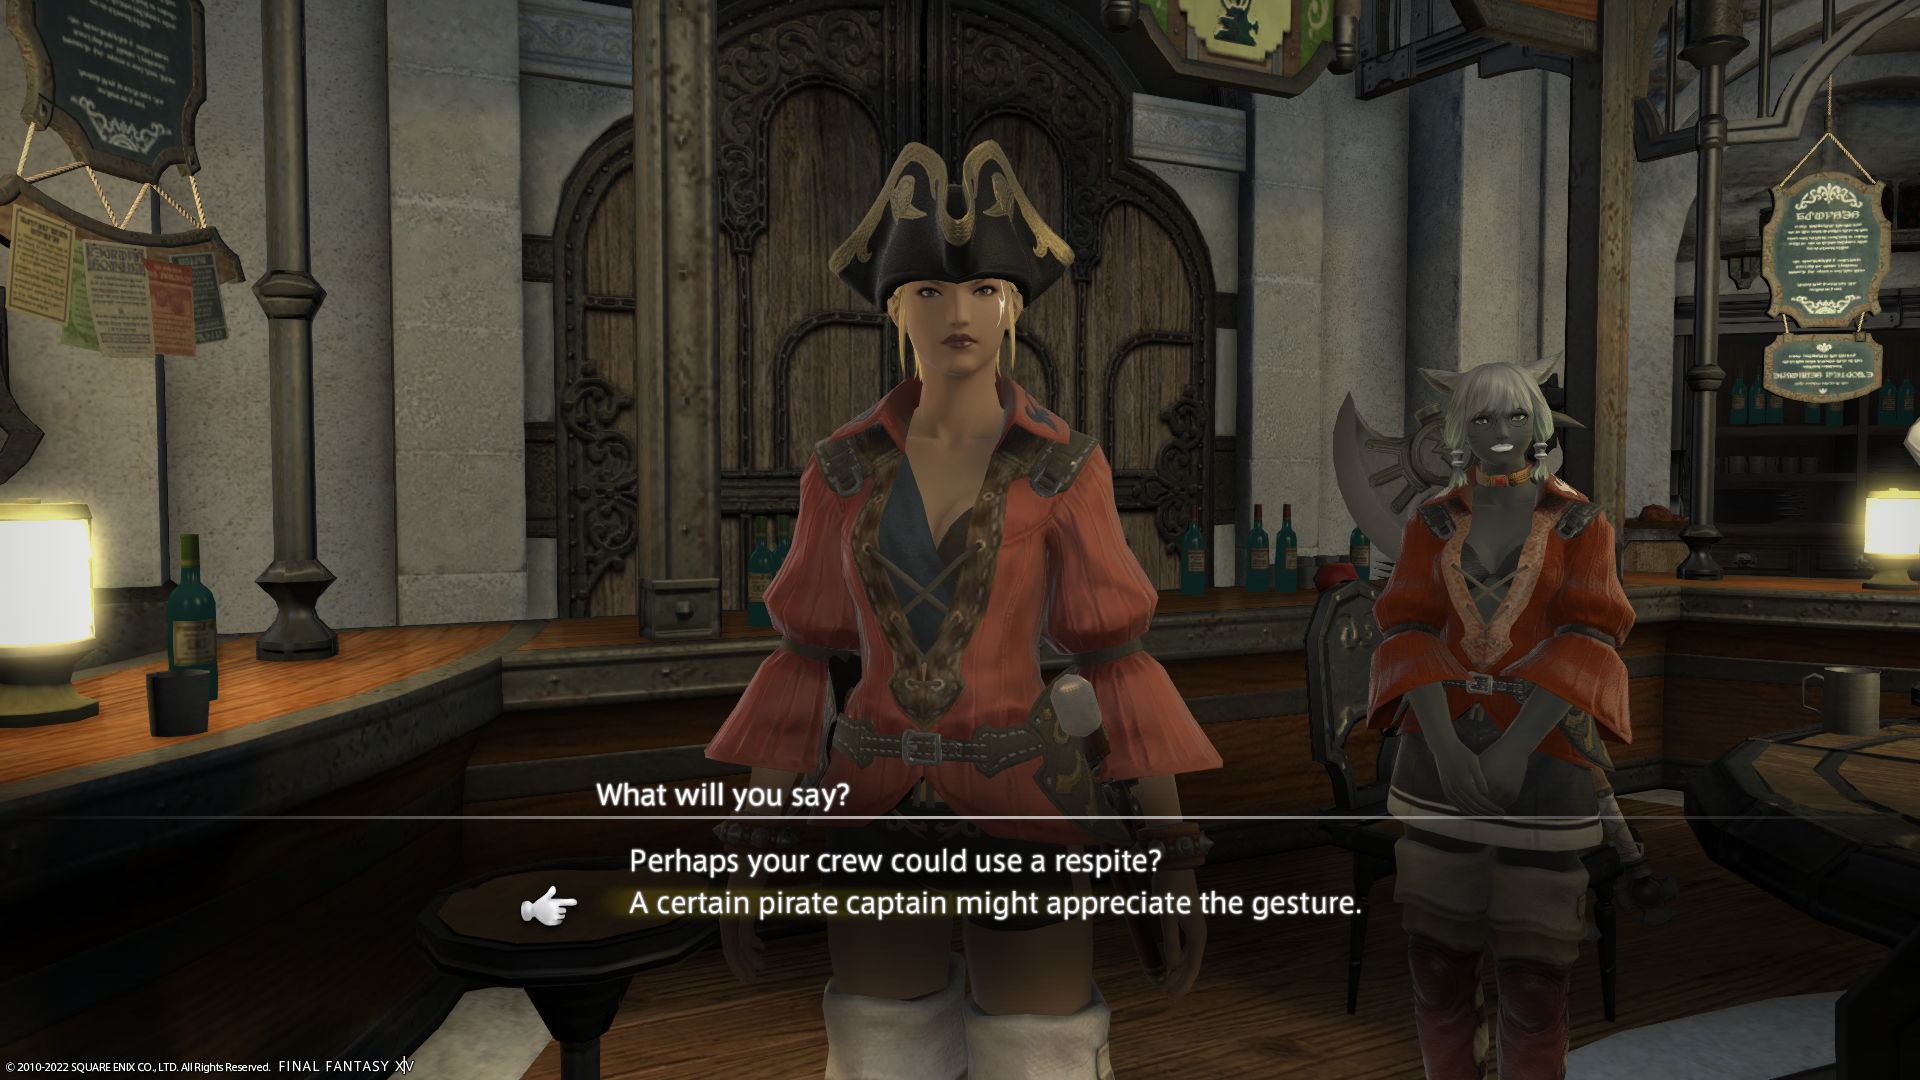 What will you say?
Perhaps your crew could use a respite?
A certain pirate captain might appreciate the gesture.
© 2010-2022 SQUARE ENIX CO., LTD. All Rights Reserved. FINAL FANTASY XIV